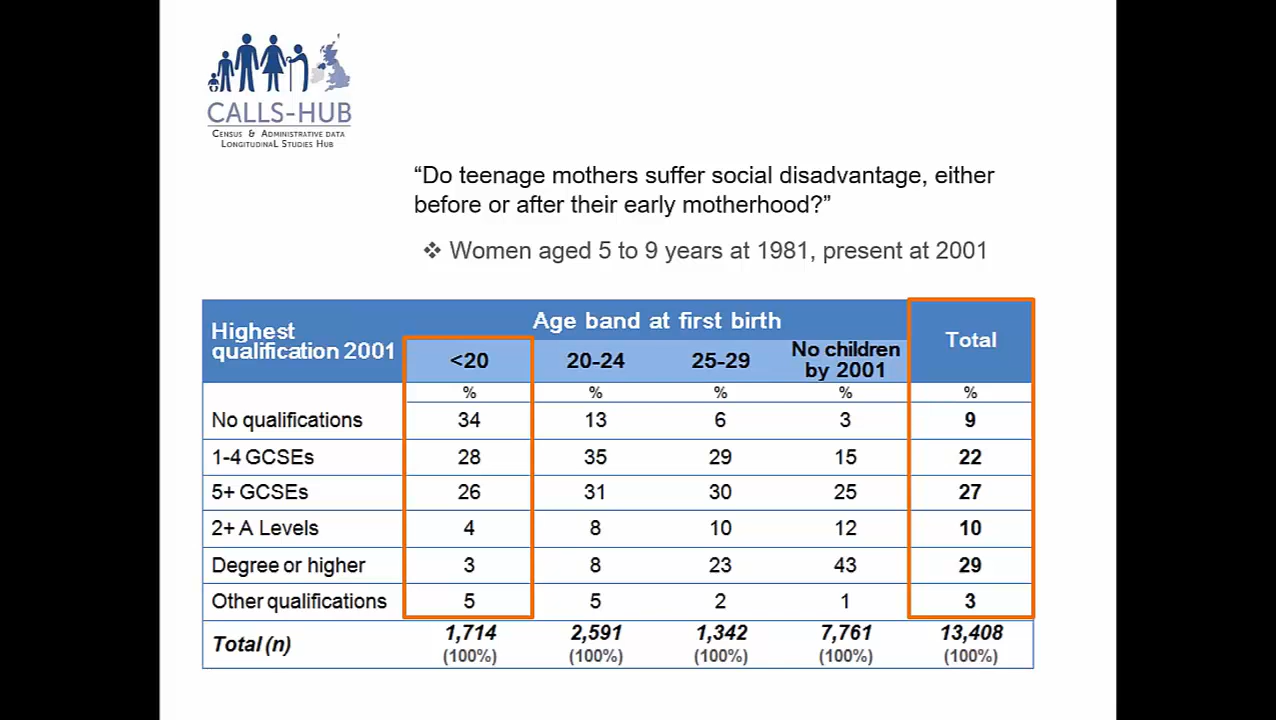 CALLS-HUB
CENSUS & ADMINISTRATIVE DATA
LONGITUDINAL STUDIES HUB
“Do teenage mothers suffer social disadvantage, either
before or after their early motherhood?”
❖ Women aged 5 to 9 years at 1981, present at 2001
Highest
qualification 2001
Age band at first birth
Total
<20 20-24 25-29 No children
by 2001
% % % % %
No qualifications 34 13 6 3 9
1-4 GCSEs 28 35 29 15 22
5+ GCSEs 26 31 30 25 27
2+ A Levels 4 8 10 12 10
Degree or higher 3 8 23 43 29
Other qualifications 5 5 2 1 3
Total (n) 1,714 2,591 1,342 7,761 13,408
(100%) (100%) (100%) (100%) (100%)